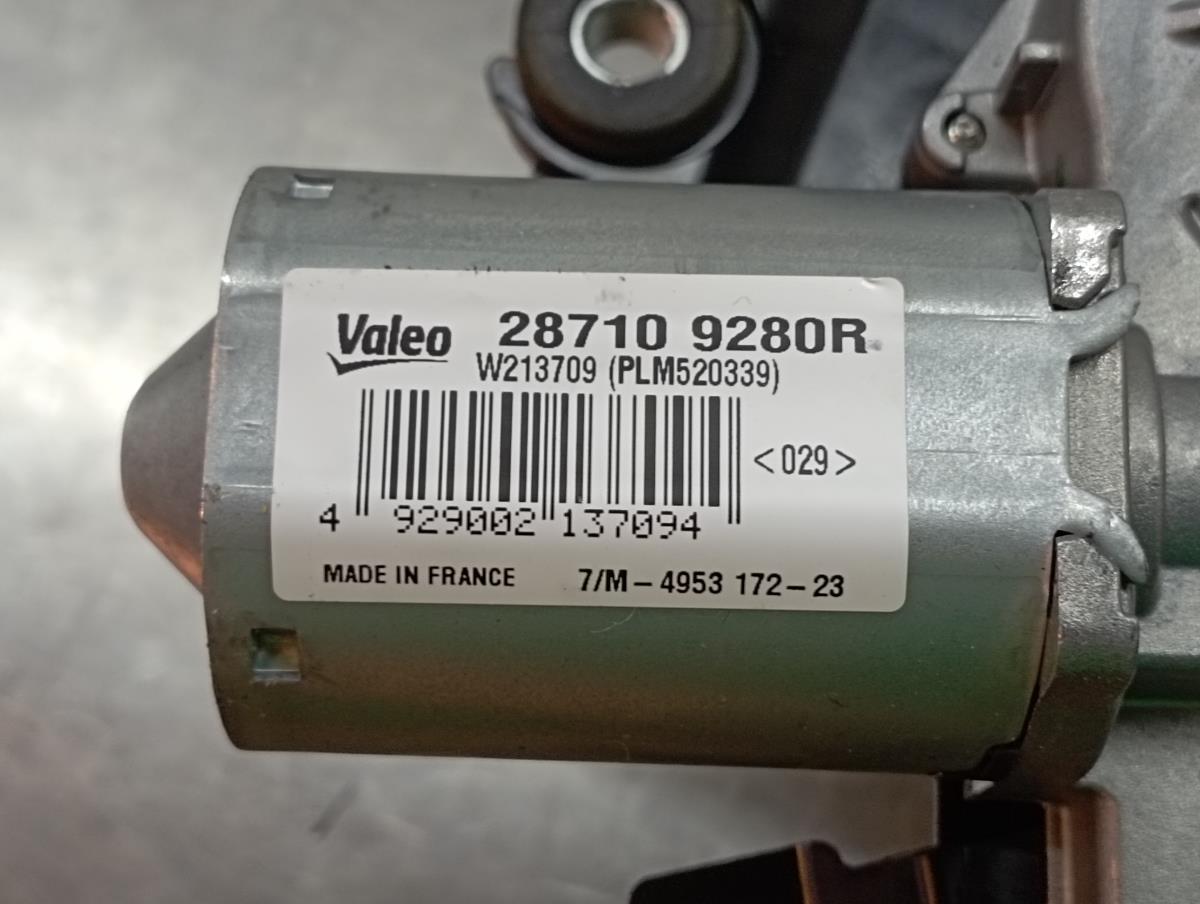 Valeo 28710 9280R
W213709 (PLM520339)
<029>
4 929002 137094
MADE IN FRANCE 7/M-4953 172-23